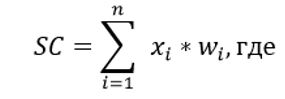 SC = ∑_{i=1}^{n} x_i * w_i, где